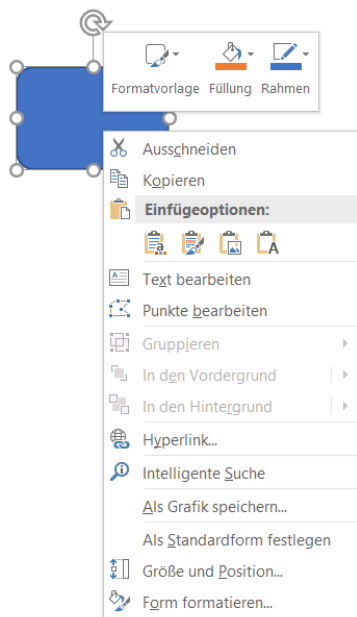 Formatvorlage Füllung Rahmen
Ausschneiden
Kopieren
Einfügeoptionen:
Text bearbeiten
Punkte bearbeiten
Gruppieren
In den Vordergrund
In den Hintergrund
Hyperlink...
Intelligente Suche
Als Grafik speichern...
Als Standardform festlegen
Größe und Position...
Form formatieren...